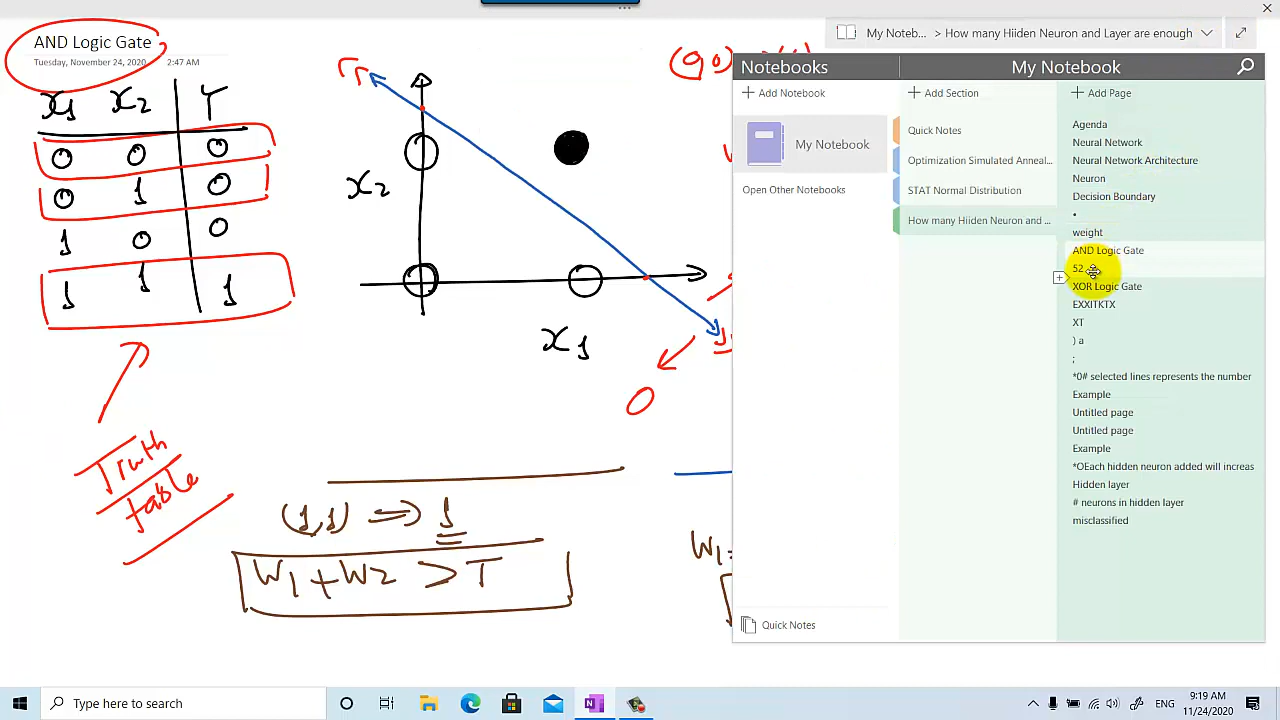 AND Logic Gate
Tuesday, November 24, 2020 2:47 AM
x1 x2 Y
0 0 0
0 1 0
1 0 0
1 1 1
Truth
table
x2
x1
0
(1,1) ⇒ 1
W1 + W2 > T
W1
My Noteb... > How many Hiiden Neuron and Layer are enough
Notebooks
My Notebook
+ Add Notebook
+ Add Section
+ Add Page
My Notebook
Open Other Notebooks
Quick Notes
Optimization Simulated Anneal...
STAT Normal Distribution
How many Hiiden Neuron and ...
Agenda
Neural Network
Neural Network Architecture
Neuron
Decision Boundary
•
weight
AND Logic Gate
52
XOR Logic Gate
EXXITKTX
XT
) a
;
*0# selected lines represents the number
Example
Untitled page
Untitled page
Example
*OEach hidden neuron added will increas
Hidden layer
# neurons in hidden layer
misclassified
Quick Notes
Type here to search
ENG
9:19 AM
11/24/2020